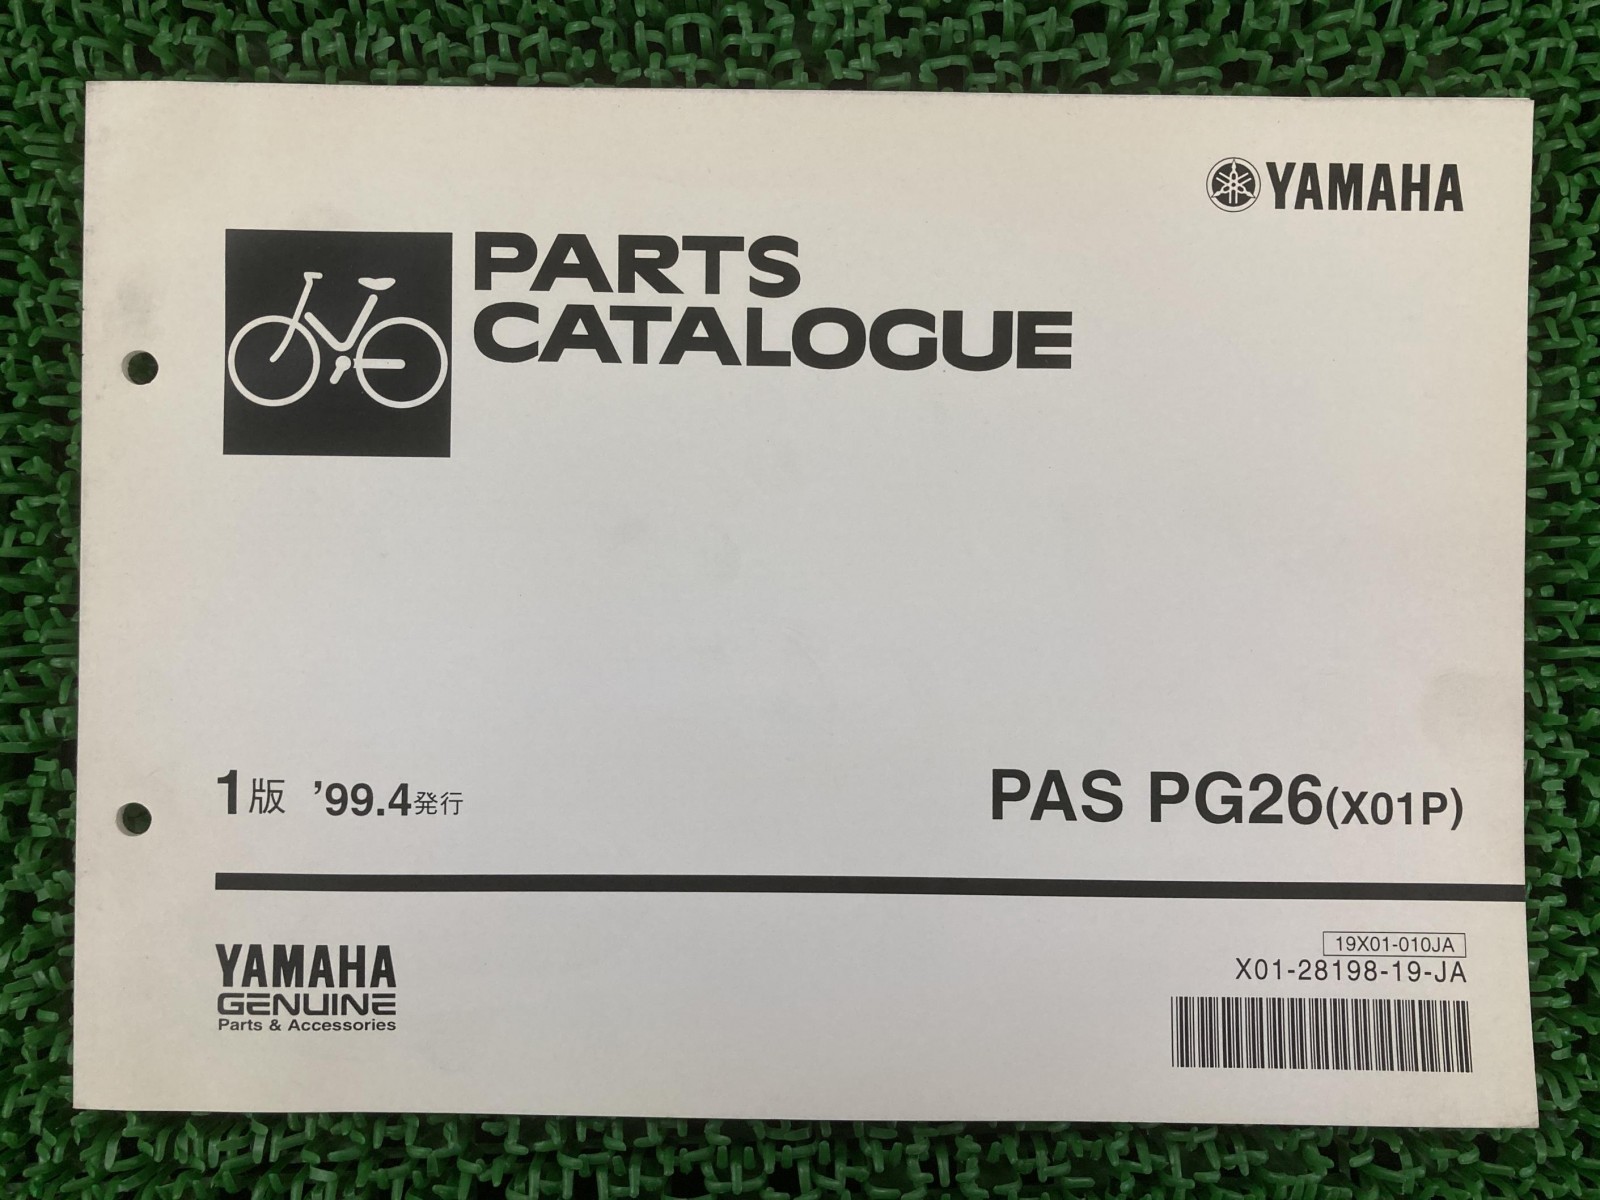 YAMAHA
PARTS
CATALOGUE
1版 '99.4発行
PAS PG26(X01P)
YAMAHA
GENUINE
Parts & Accessories
19X01-010JA
X01-28198-19-JA